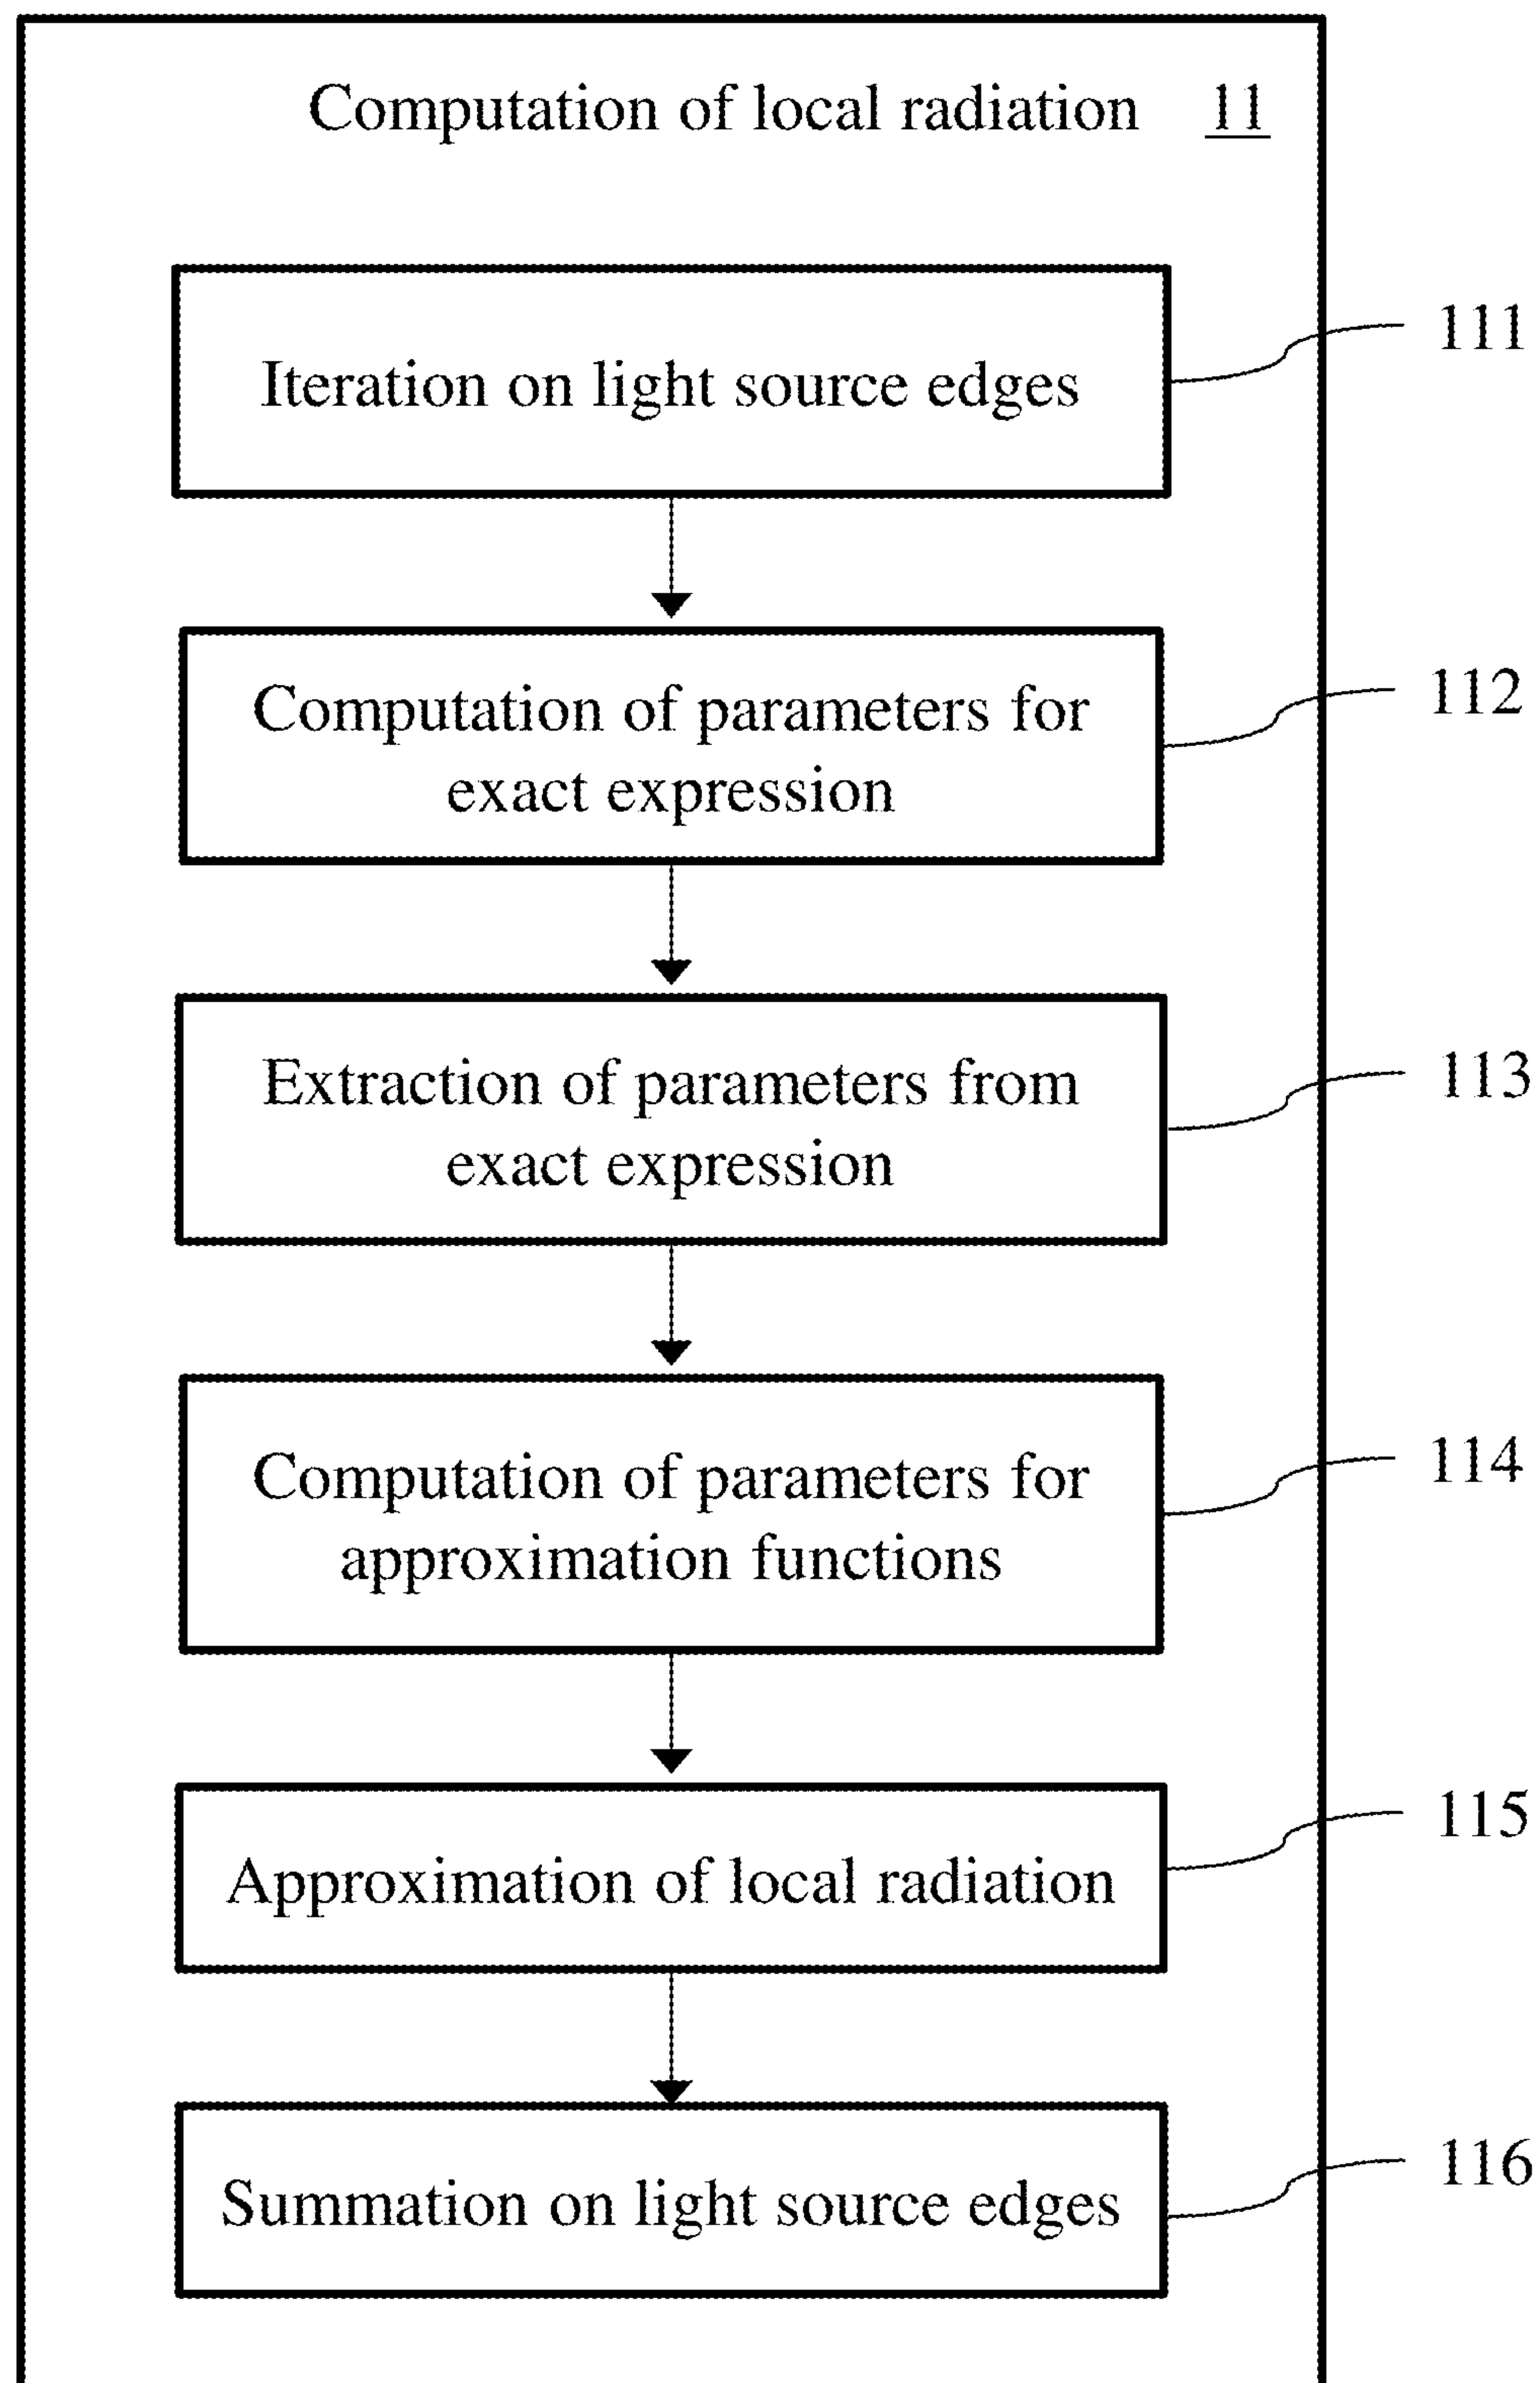 Computation of local radiation 11
Iteration on light source edges
111
Computation of parameters for
exact expression
112
Extraction of parameters from
exact expression
113
Computation of parameters for
approximation functions
114
Approximation of local radiation
115
Summation on light source edges
116